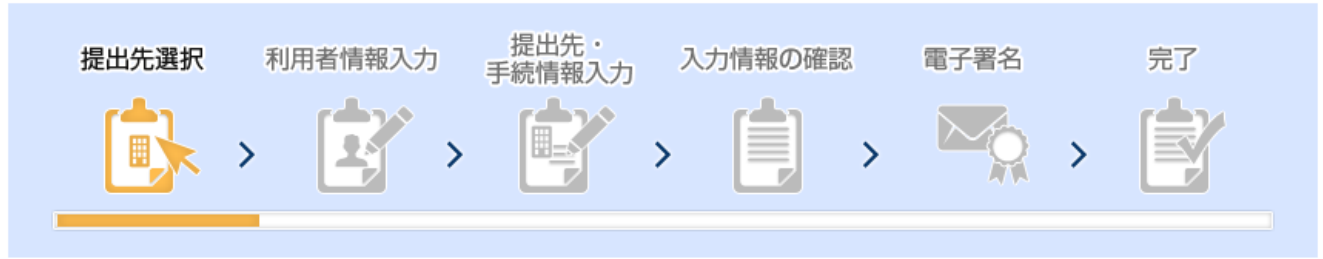 提出先選択
利用者情報入力
提出先・
手続情報入力
入力情報の確認
電子署名
完了